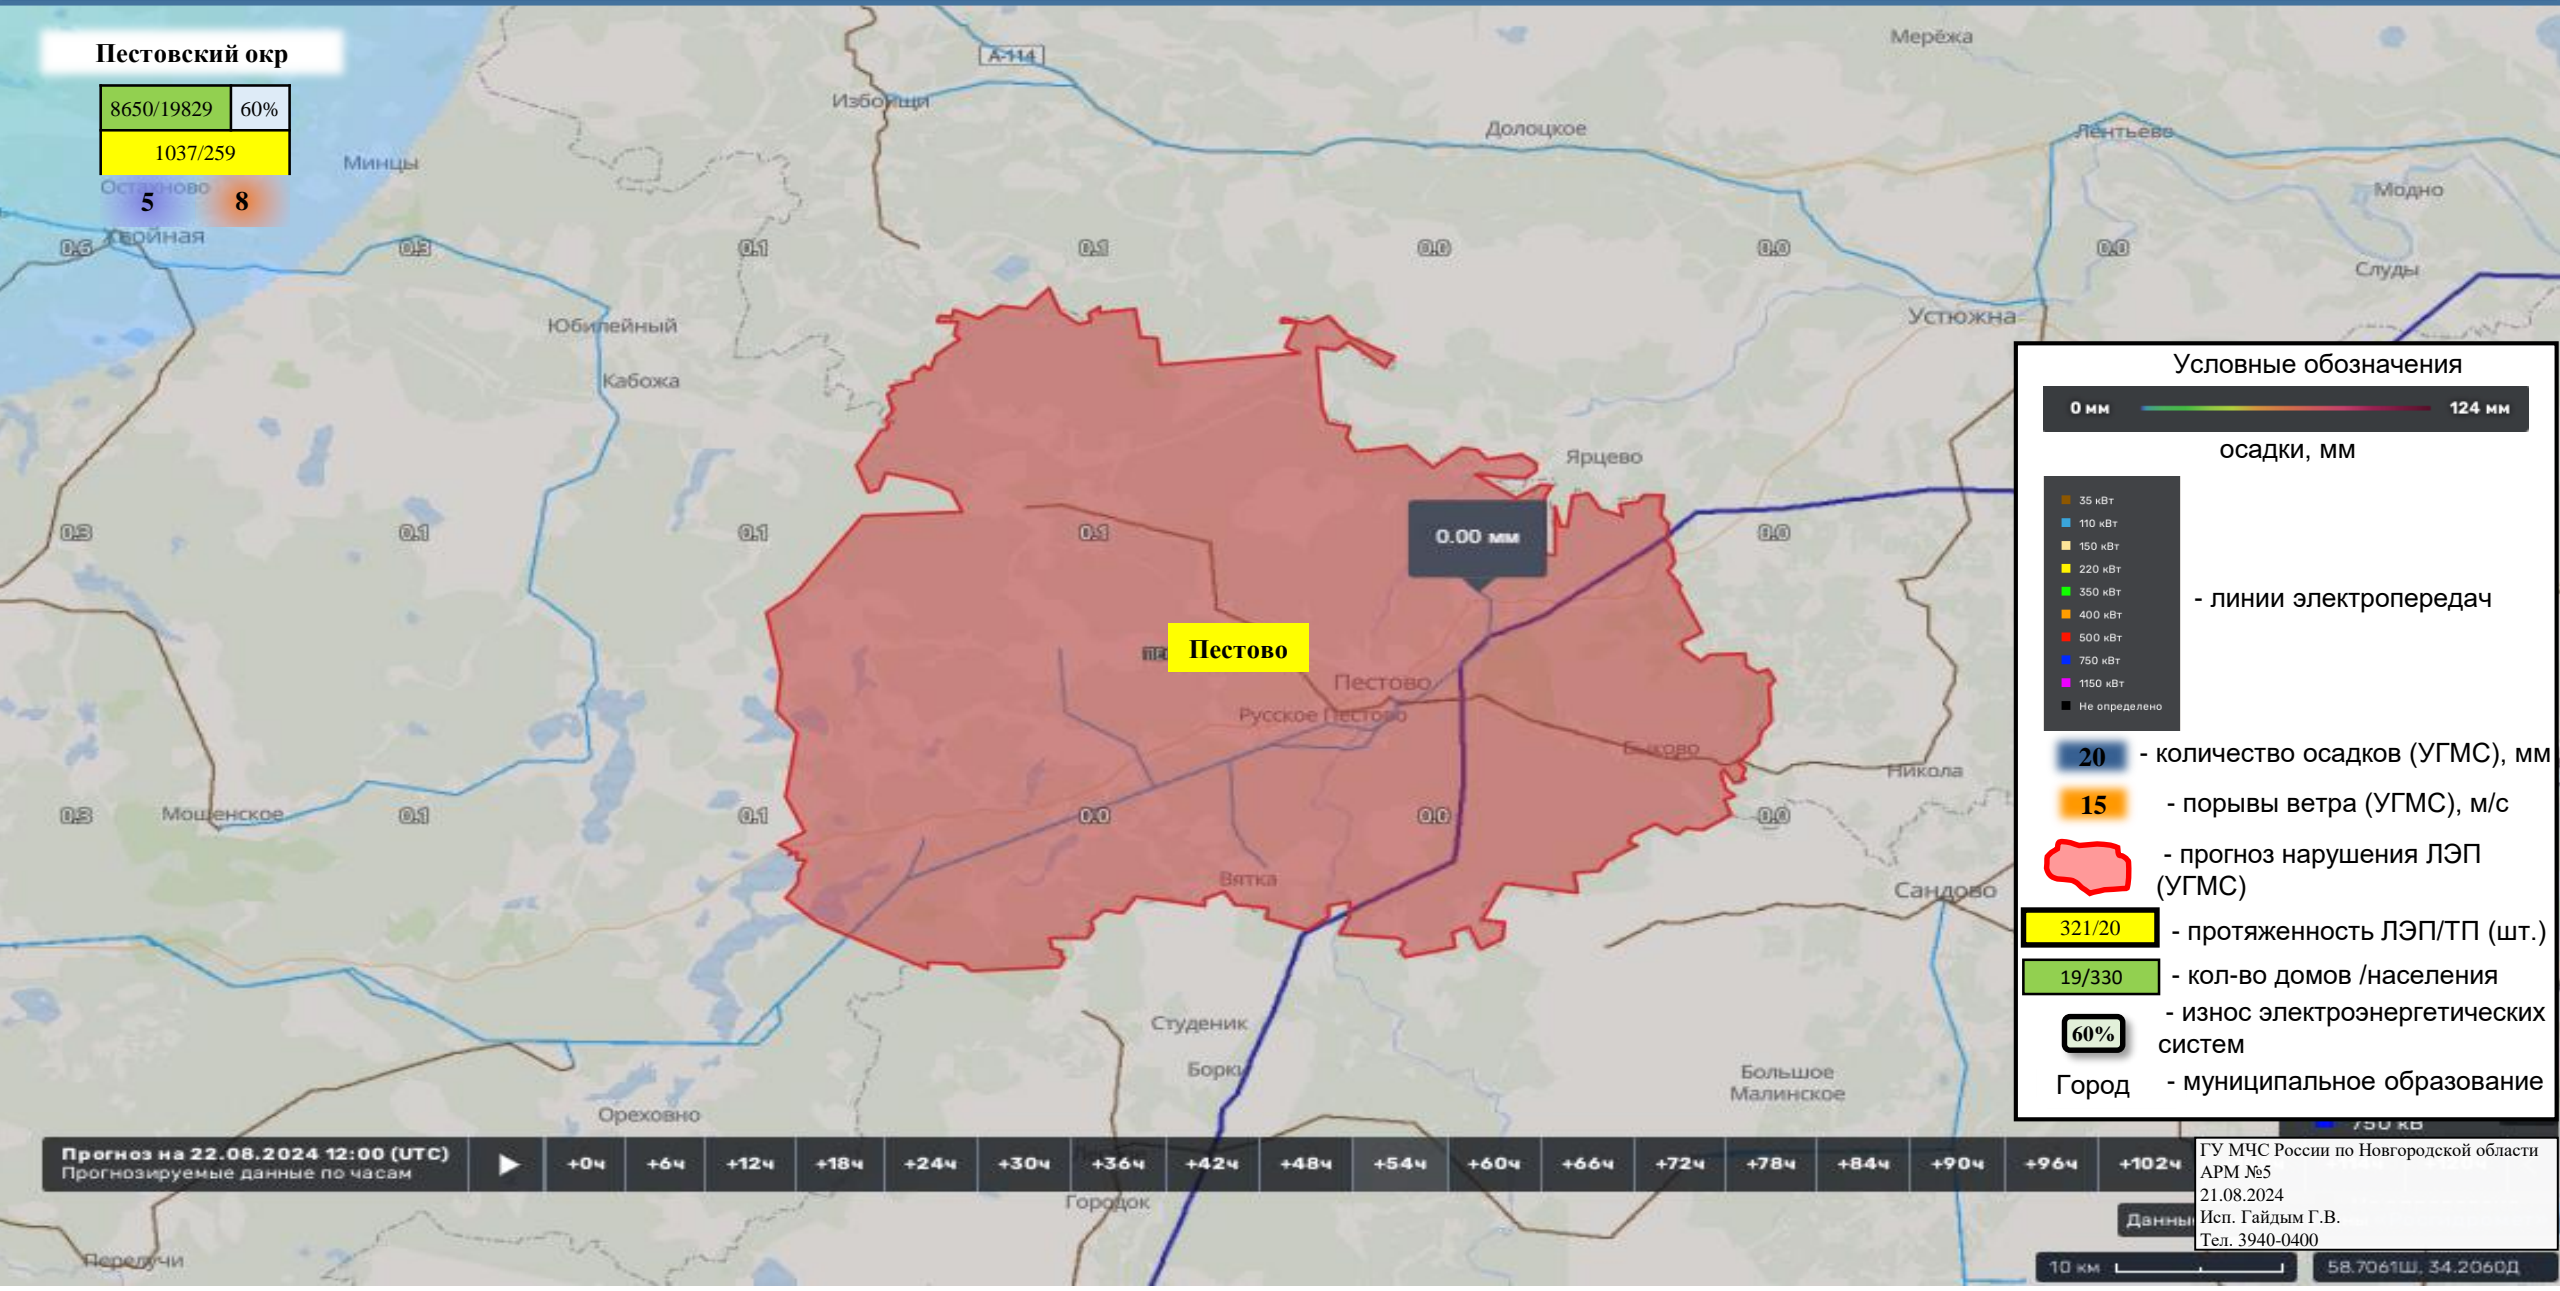 Пестовский окр
8650/19829 60%
1037/259
5 8
А-114
Мерёжа
Избоищи
Долоцкое
Лентьево
Минцы
Остахново
Модно
Хвойная
0.6 0.3 0.1 0.1 0.0 0.0 0.0
Слуды
Юбилейный
Устюжна
Кабожа
Ярцево
0.00 мм
0.3 0.1 0.1 0.1 0.0
Пестово
Пестово
Русское Пестово
Быково
Никола
0.3 Мошенское 0.1 0.1 0.0 0.0 0.0
Вятка
Сандово
Студеник
Борки
Большое
Малинское
Ореховно
Городок
Перелучи
Условные обозначения
0 мм 124 мм
осадки, мм
35 кВт
110 кВт
150 кВт
220 кВт
350 кВт
400 кВт
500 кВт
750 кВт
1150 кВт
Не определено
- линии электропередач
20 - количество осадков (УГМС), мм
15 - порывы ветра (УГМС), м/с
- прогноз нарушения ЛЭП
(УГМС)
321/20 - протяженность ЛЭП/ТП (шт.)
19/330 - кол-во домов /населения
60% - износ электроэнергетических
систем
Город - муниципальное образование
750 кВ
Прогноз на 22.08.2024 12:00 (UTC)
Прогнозируемые данные по часам
+0ч +6ч +12ч +18ч +24ч +30ч +36ч +42ч +48ч +54ч +60ч +66ч +72ч +78ч +84ч +90ч +96ч +102ч
ГУ МЧС России по Новгородской области
АРМ №5
21.08.2024
Исп. Гайдым Г.В.
Тел. 3940-0400
10 км
58.7061Ш, 34.2060Д